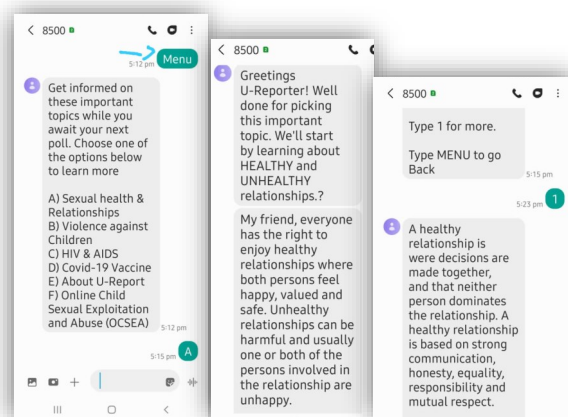 8500
5:12 pm
Menu
Get informed on
these important
topics while you
await your next
poll. Choose one of
the options below
to learn more
A) Sexual health &
Relationships
B) Violence against
Children
C) HIV & AIDS
D) Covid-19 Vaccine
E) About U-Report
F) Online Child
Sexual Exploitation
and Abuse (OCSEA)
5:12 pm
5:15 pm
A
8500
Greetings
U-Reporter! Well
done for picking
this important
topic. We'll start
by learning about
HEALTHY and
UNHEALTHY
relationships.?
My friend, everyone
has the right to
enjoy healthy
relationships where
both persons feel
happy, valued and
safe. Unhealthy
relationships can be
harmful and usually
one or both of the
persons involved in
the relationship are
unhappy.
8500
Type 1 for more.
Type MENU to go
Back
5:15 pm
5:23 pm
1
A healthy
relationship is
were decisions are
made together,
and that neither
person dominates
the relationship. A
healthy relationship
is based on strong
communication,
honesty, equality,
responsibility and
mutual respect.